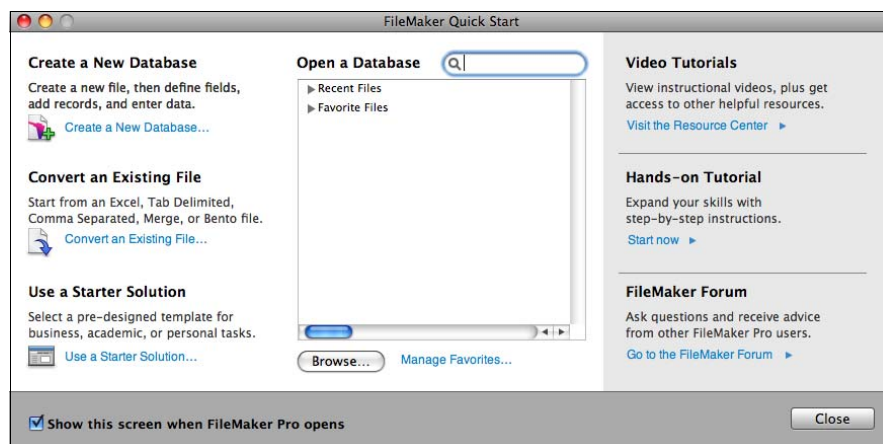 FileMaker Quick Start
Create a New Database
Create a new file, then define fields,
add records, and enter data.
Create a New Database...
Convert an Existing File
Start from an Excel, Tab Delimited,
Comma Separated, Merge, or Bento file.
Convert an Existing File...
Use a Starter Solution
Select a pre-designed template for
business, academic, or personal tasks.
Use a Starter Solution...
Open a Database
Recent Files
Favorite Files
Browse...
Manage Favorites...
Video Tutorials
View instructional videos, plus get
access to other helpful resources.
Visit the Resource Center
Hands-on Tutorial
Expand your skills with
step-by-step instructions.
Start now
FileMaker Forum
Ask questions and receive advice
from other FileMaker Pro users.
Go to the FileMaker Forum
Show this screen when FileMaker Pro opens
Close